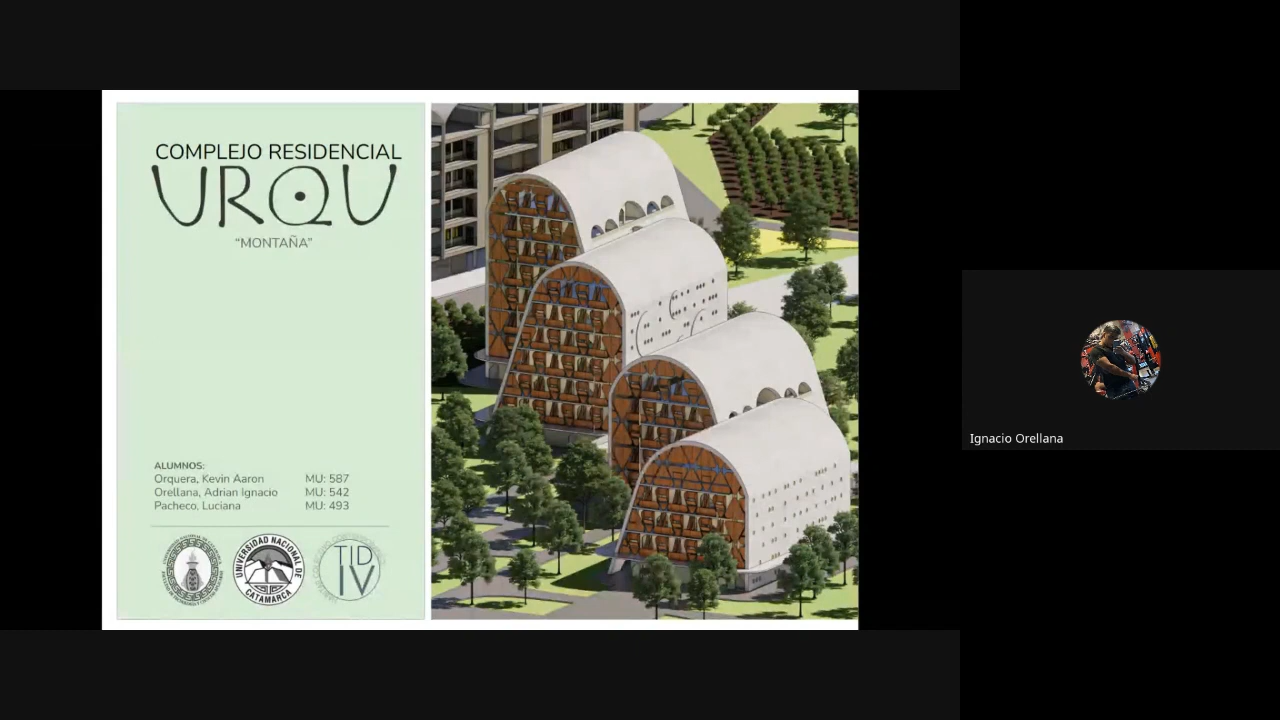 COMPLEJO RESIDENCIAL
URQU
“MONTAÑA”
ALUMNOS:
Orquera, Kevin Aaron MU: 587
Orellana, Adrian Ignacio MU: 542
Pacheco, Luciana MU: 493
UNIVERSIDAD NACIONAL DE
CATAMARCA
TID
IV
Ignacio Orellana